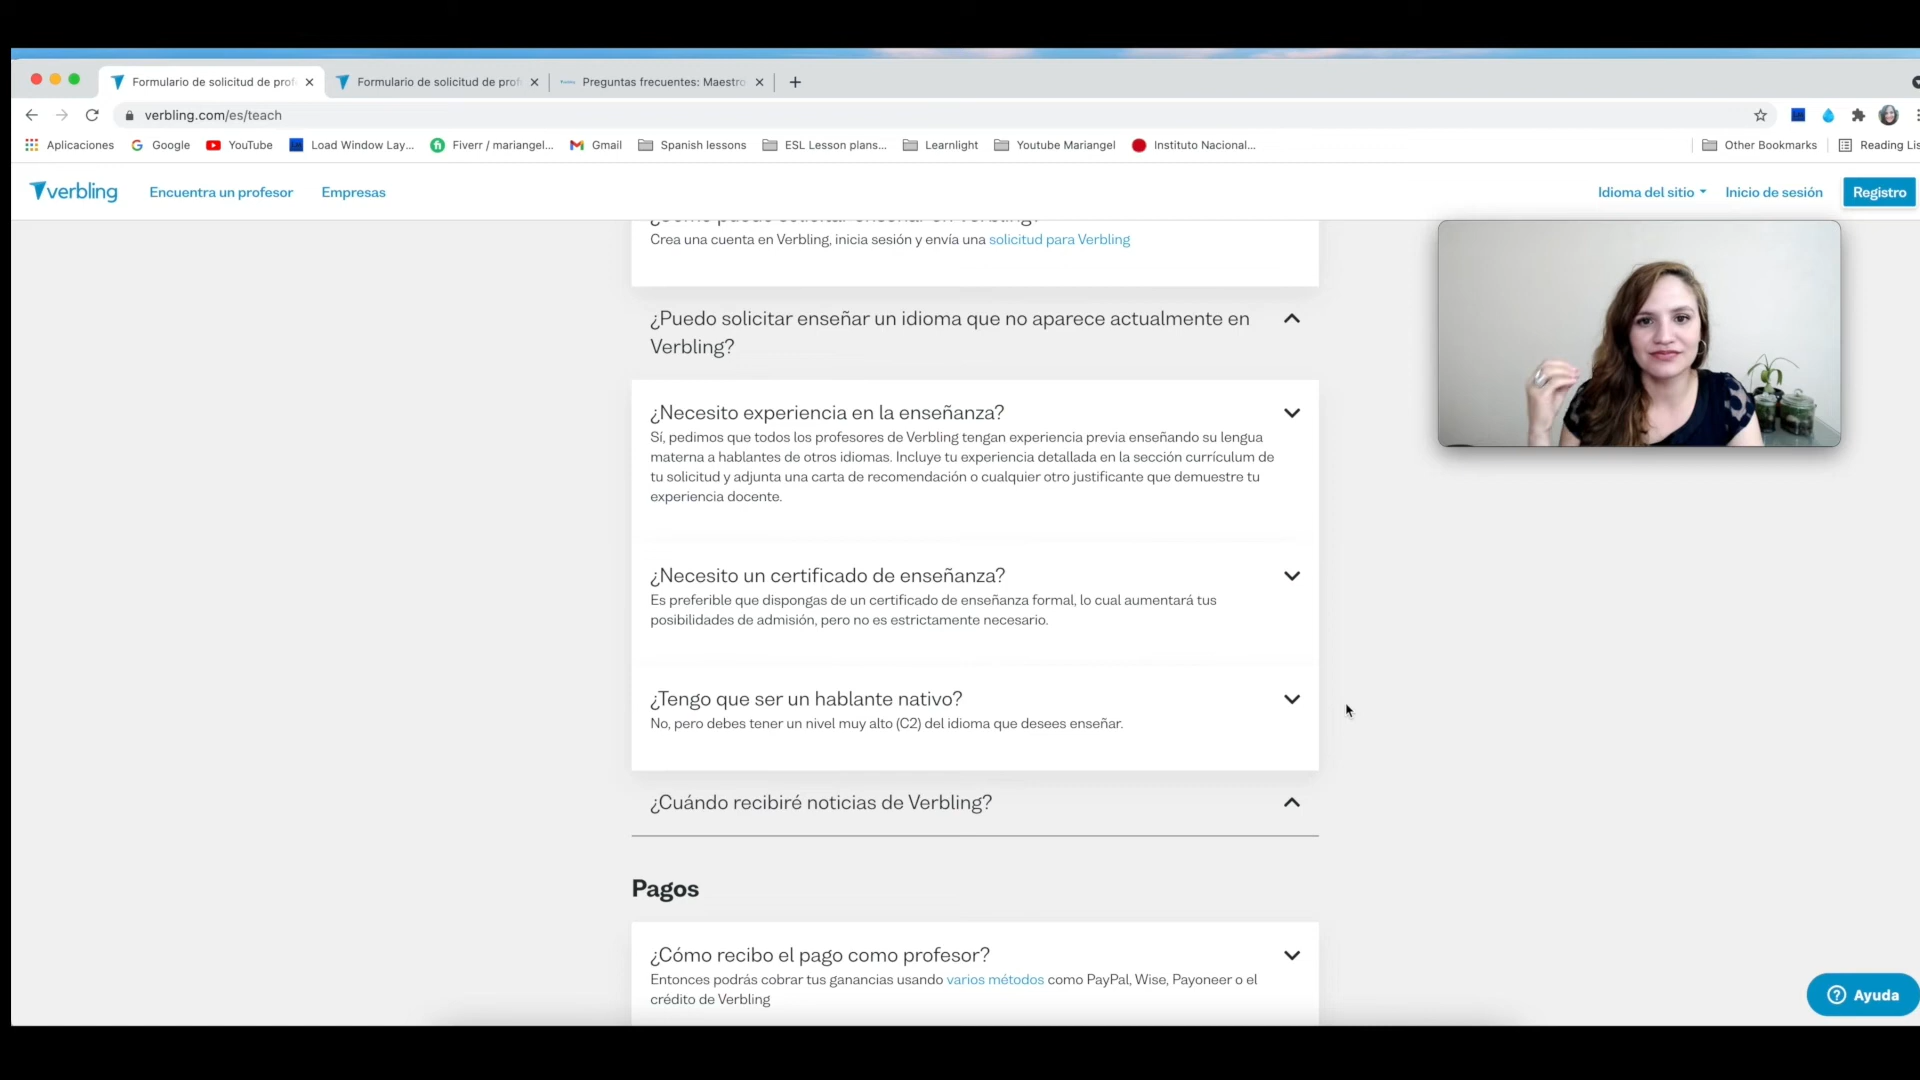 Formulario de solicitud de prof
Formulario de solicitud de prof
Preguntas frecuentes: Maestro
verbling.com/es/teach
Aplicaciones
Google
YouTube
Load Window Lay...
Fiverr / mariangel...
Gmail
Spanish lessons
ESL Lesson plans...
Learnlight
Youtube Mariangel
Instituto Nacional...
Other Bookmarks
Reading Lis
verbling
Encuentra un profesor
Empresas
Idioma del sitio
Inicio de sesión
Registro
Crea una cuenta en Verbling, inicia sesión y envía una solicitud para Verbling
¿Puedo solicitar enseñar un idioma que no aparece actualmente en
Verbling?
¿Necesito experiencia en la enseñanza?
Sí, pedimos que todos los profesores de Verbling tengan experiencia previa enseñando su lengua
materna a hablantes de otros idiomas. Incluye tu experiencia detallada en la sección currículum de
tu solicitud y adjunta una carta de recomendación o cualquier otro justificante que demuestre tu
experiencia docente.
¿Necesito un certificado de enseñanza?
Es preferible que dispongas de un certificado de enseñanza formal, lo cual aumentará tus
posibilidades de admisión, pero no es estrictamente necesario.
¿Tengo que ser un hablante nativo?
No, pero debes tener un nivel muy alto (C2) del idioma que desees enseñar.
¿Cuándo recibiré noticias de Verbling?
Pagos
¿Cómo recibo el pago como profesor?
Entonces podrás cobrar tus ganancias usando varios métodos como PayPal, Wise, Payoneer o el
crédito de Verbling
Ayuda